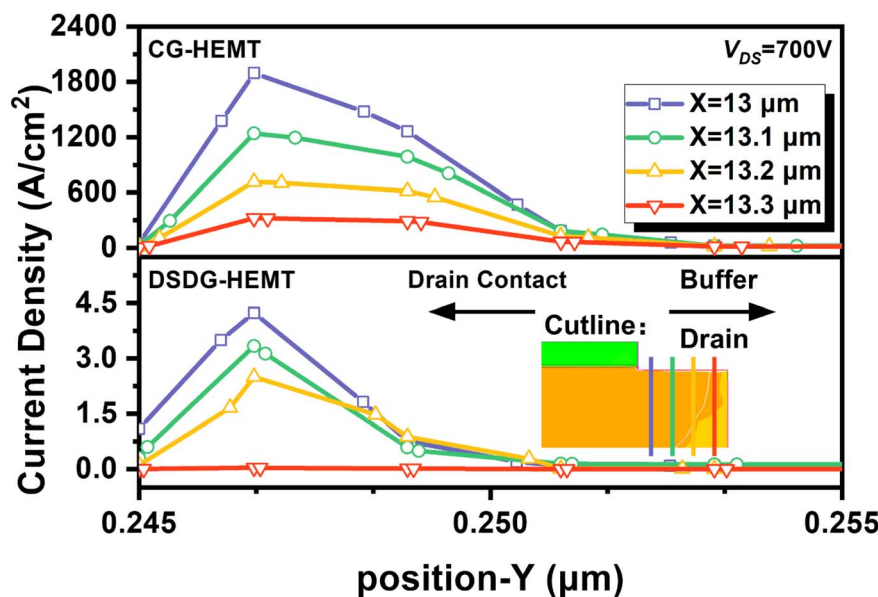 2400
1800
1200
600
0
CG-HEMT
V_DS=700V
X=13 μm
X=13.1 μm
X=13.2 μm
X=13.3 μm
Current Density (A/cm²)
4.5
3.0
1.5
0.0
DSDG-HEMT
Drain Contact
Buffer
Cutline:
Drain
0.245
0.250
0.255
position-Y (μm)